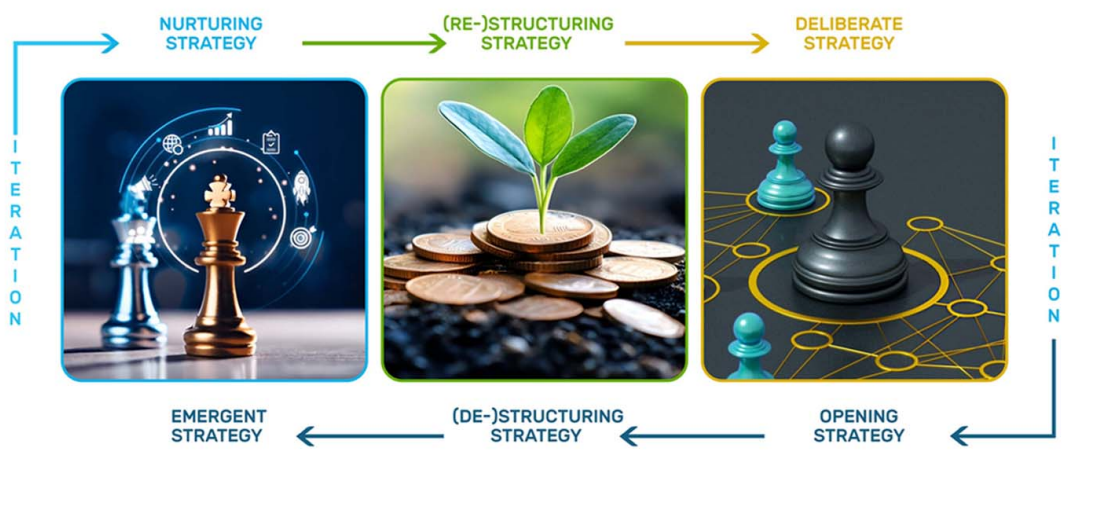 NURTURING
STRATEGY
(RE-)STRUCTURING
STRATEGY
DELIBERATE
STRATEGY
ITERATION
ITERATION
EMERGENT
STRATEGY
(DE-)STRUCTURING
STRATEGY
OPENING
STRATEGY